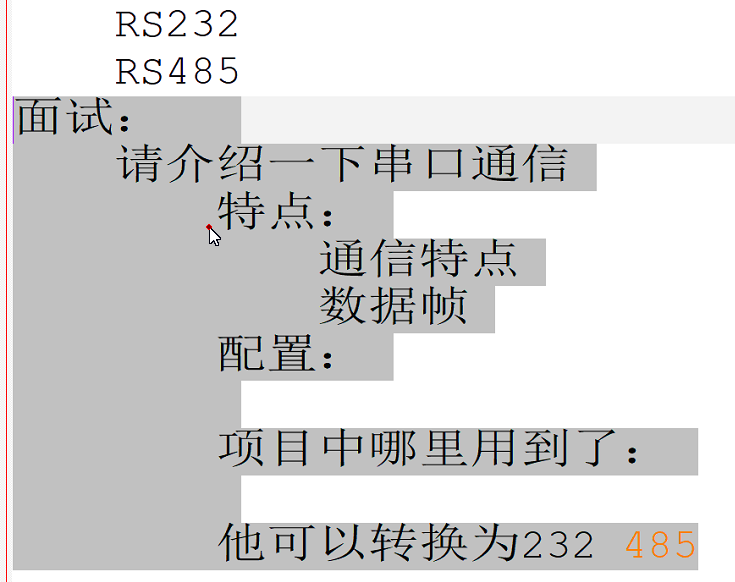 RS232
RS485
面试：
请介绍一下串口通信
特点：
通信特点
数据帧
配置：
项目中哪里用到了：
他可以转换为232 485